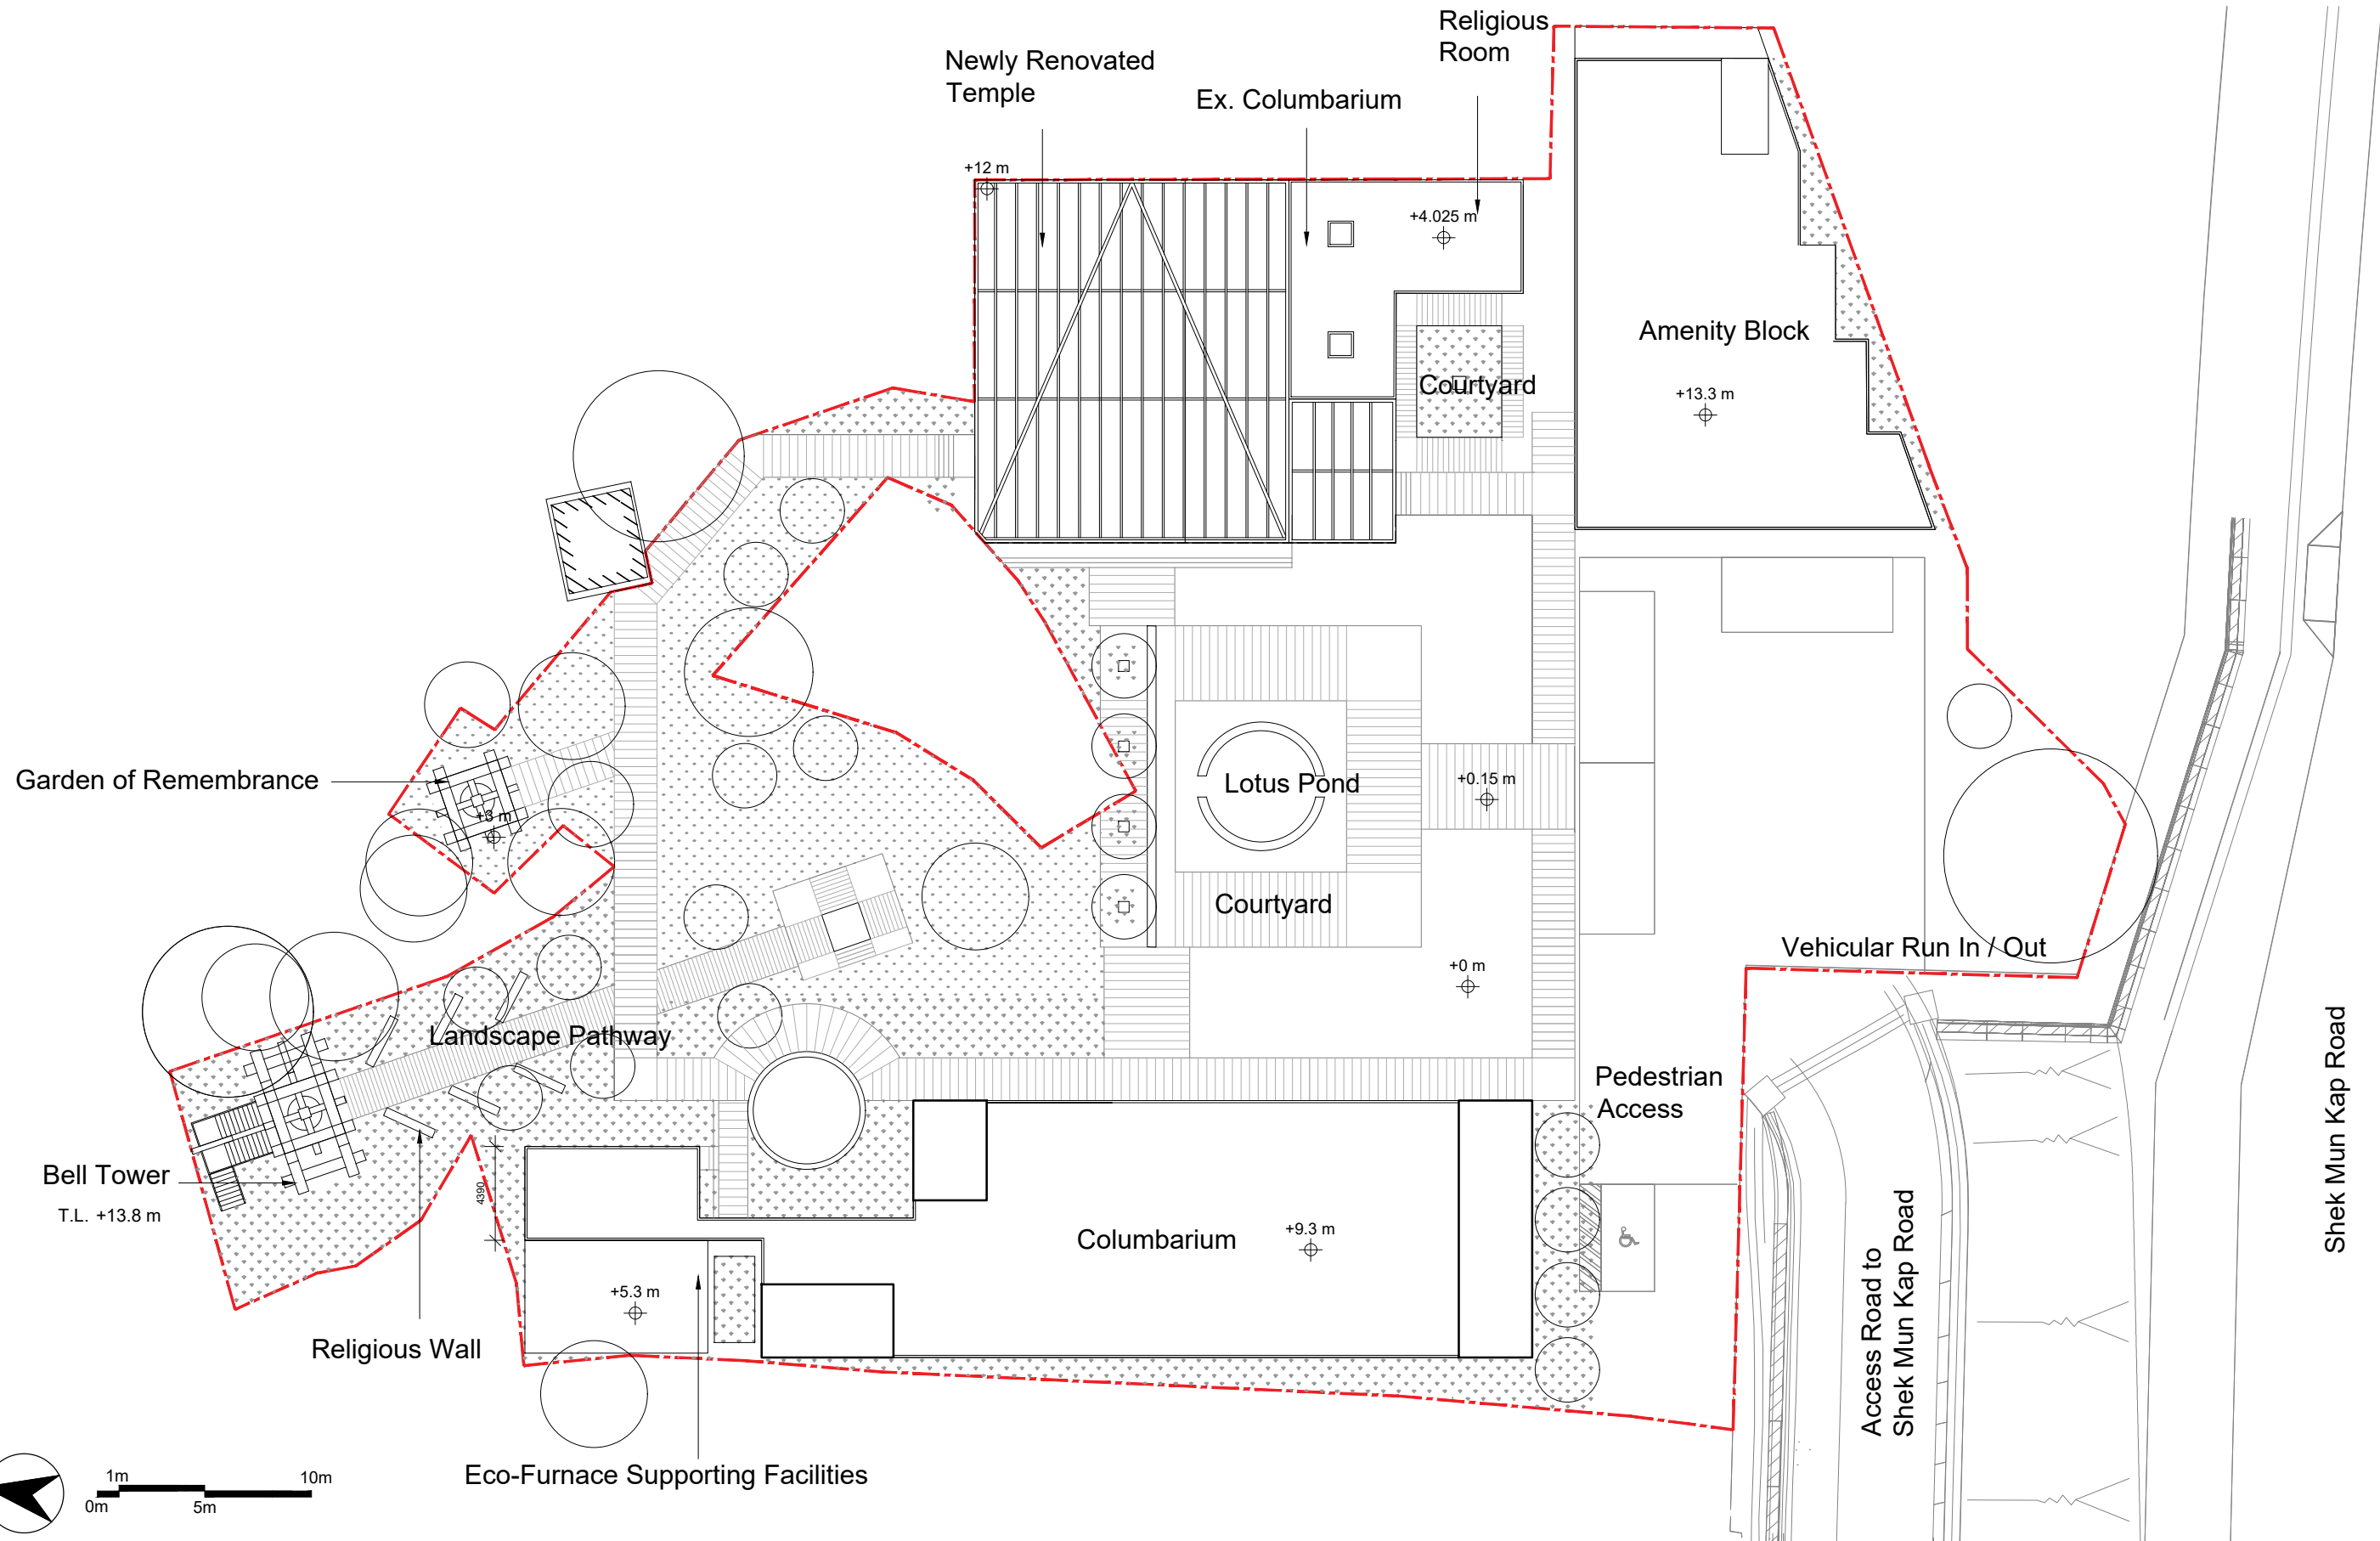 Religious
Room
Newly Renovated
Temple
Ex. Columbarium
+12 m
+4.025 m
Amenity Block
Courtyard
+13.3 m
Garden of Remembrance
+3 m
Lotus Pond
+0.15 m
Courtyard
Vehicular Run In / Out
+0 m
Landscape Pathway
Pedestrian
Access
Shek Mun Kap Road
Bell Tower
T.L. +13.8 m
4390
Columbarium
+9.3 m
Access Road to
Shek Mun Kap Road
+5.3 m
Religious Wall
Eco-Furnace Supporting Facilities
1m
10m
0m
5m